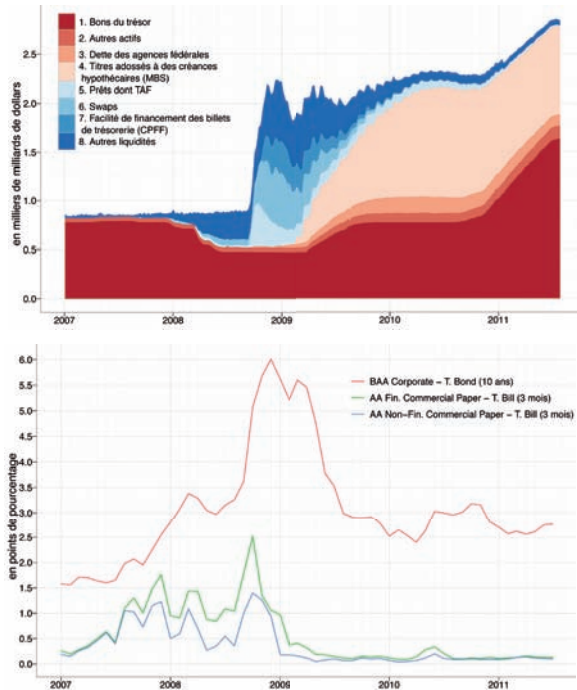 1. Bons du trésor
2. Autres actifs
3. Dette des agences fédérales
4. Titres adossés à des créances
hypothécaires (MBS)
5. Prêts dont TAF
6. Swaps
7. Facilité de financement des billets
de trésorerie (CPFF)
8. Autres liquidités
en milliers de milliards de dollars
2.5
2.0
1.5
1.0
0.5
0.0
2007
2008
2009
2010
2011
6.0
5.5
5.0
4.5
4.0
3.5
3.0
2.5
2.0
1.5
1.0
0.5
0.0
en points de pourcentage
BAA Corporate – T. Bond (10 ans)
AA Fin. Commercial Paper – T. Bill (3 mois)
AA Non–Fin. Commercial Paper – T. Bill (3 mois)
2007
2008
2009
2010
2011